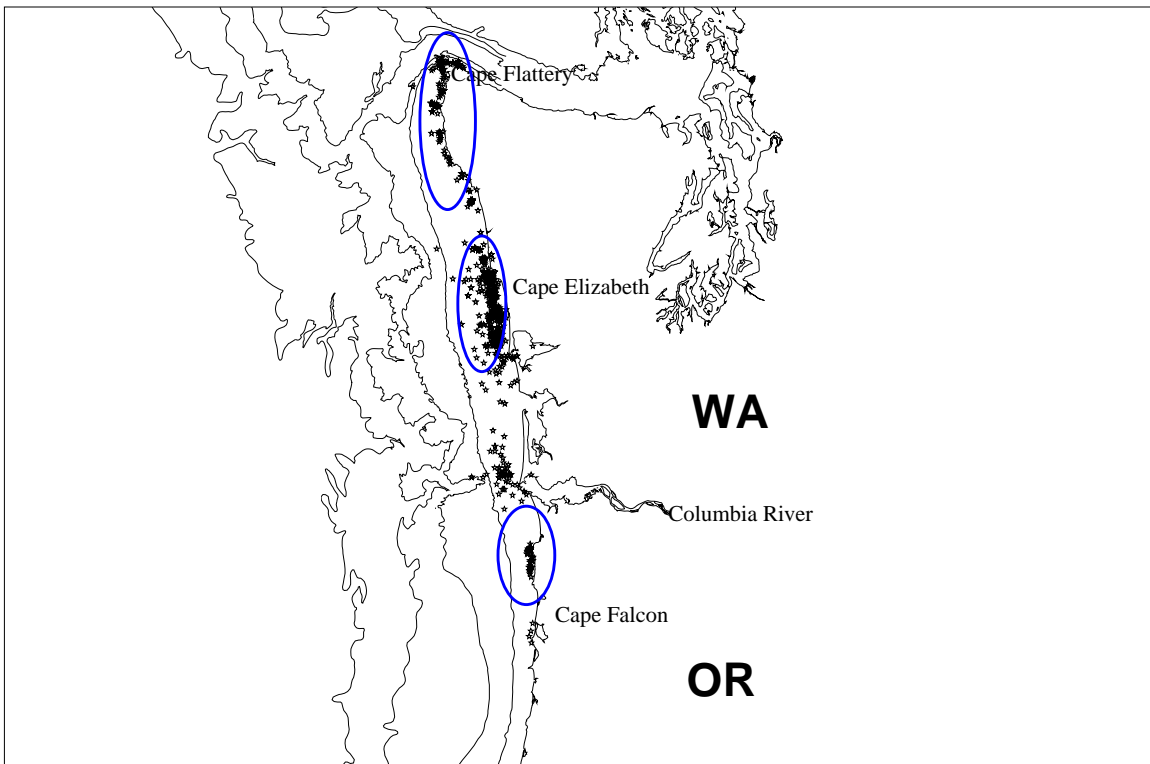 Cape Flattery
Cape Elizabeth
WA
Columbia River
Cape Falcon
OR